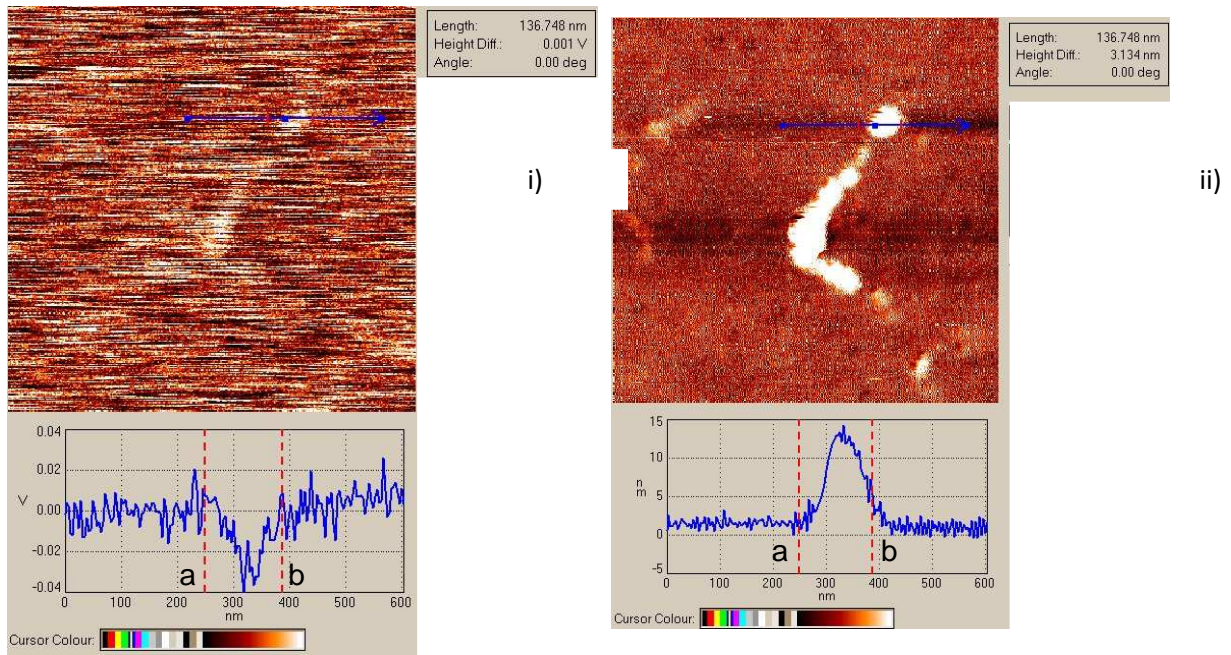 Length: 136.748 nm
Height Diff.: 0.001 V
Angle: 0.00 deg
i)
0.04
0.02
0.00
-0.02
-0.04
V
a
b
0 100 200 300 400 500 600
nm
Cursor Colour:
Length: 136.748 nm
Height Diff.: 3.134 nm
Angle: 0.00 deg
ii)
15
10
5
0
-5
nm
a
b
0 100 200 300 400 500 600
nm
Cursor Colour: